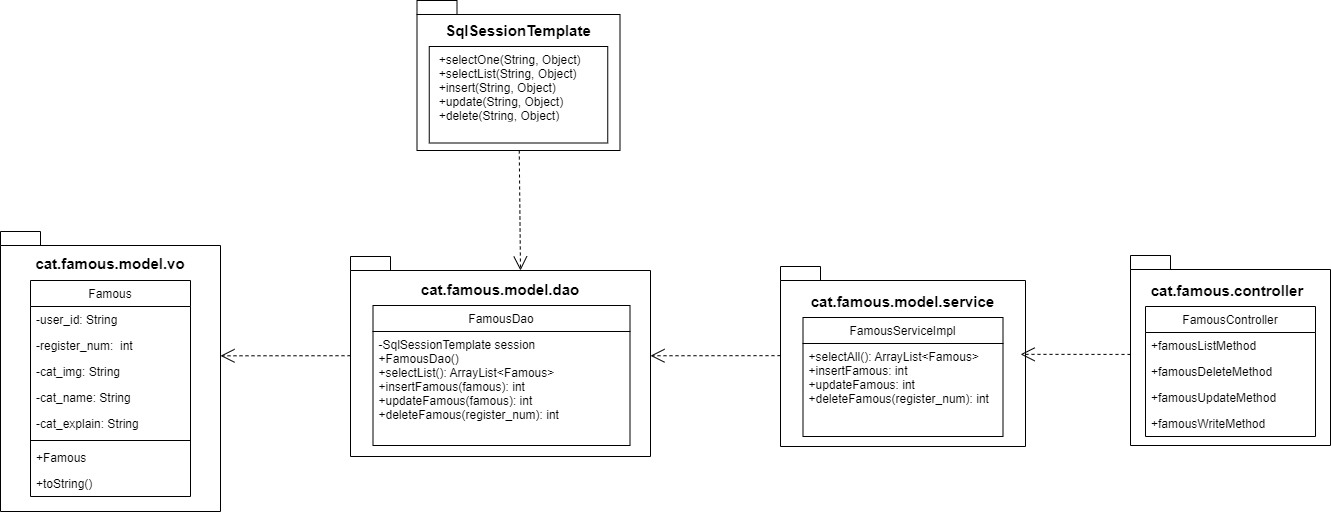 SqlSessionTemplate
+selectOne(String, Object)
+selectList(String, Object)
+insert(String, Object)
+update(String, Object)
+delete(String, Object)
cat.famous.model.vo
Famous
-user_id: String
-register_num:  int
-cat_img: String
-cat_name: String
-cat_explain: String
+Famous
+toString()
cat.famous.model.dao
FamousDao
-SqlSessionTemplate session
+FamousDao()
+selectList(): ArrayList<Famous>
+insertFamous(famous): int
+updateFamous(famous): int
+deleteFamous(register_num): int
cat.famous.model.service
FamousServiceImpl
+selectAll(): ArrayList<Famous>
+insertFamous: int
+updateFamous: int
+deleteFamous(register_num): int
cat.famous.controller
FamousController
+famousListMethod
+famousDeleteMethod
+famousUpdateMethod
+famousWriteMethod